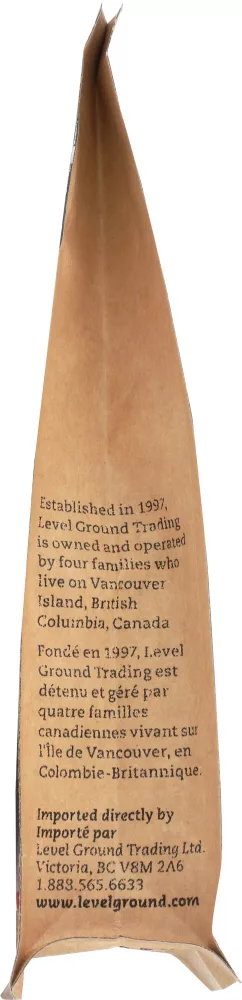 Established in 1997,
Level Ground Trading
is owned and operated
by four families who
live on Vancouver
Island, British
Columbia, Canada
Fondé en 1997, Level
Ground Trading est
détenu et géré par
quatre familles
canadiennes vivant sur
l'île de Vancouver, en
Colombie-Britannique.
Imported directly by
Importé par
Level Ground Trading Ltd.
Victoria, BC V8M 2A6
1.888.565.6633
www.levelground.com